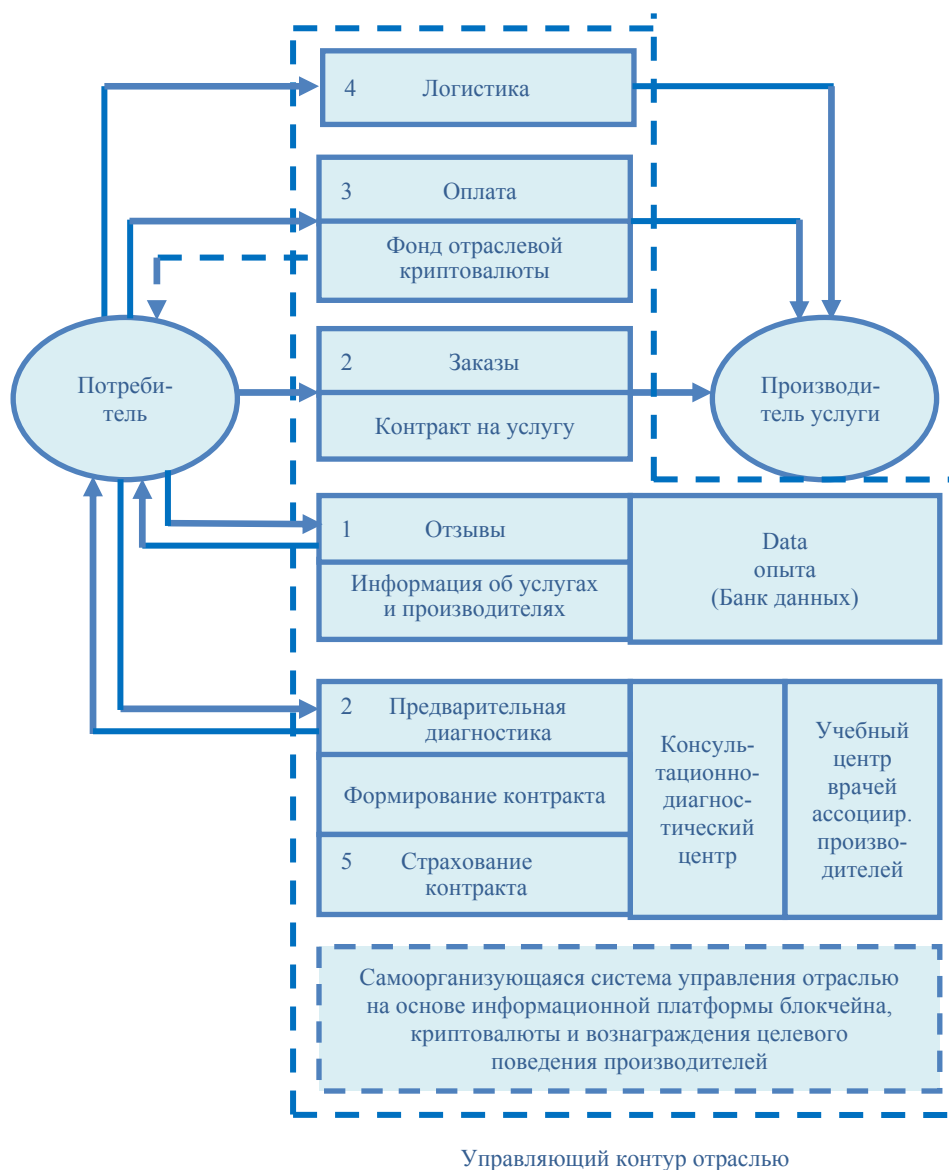 4 Логистика
3 Оплата
Фонд отраслевой
криптовалюты
2 Заказы
Контракт на услугу
Потреби-
тель
Производи-
тель услуги
1 Отзывы
Информация об услугах
и производителях
Data
опыта
(Банк данных)
2 Предварительная
диагностика
Формирование контракта
5 Страхование
контракта
Консуль-
тационно-
диагнос-
тический
центр
Учебный
центр
врачей
ассоциир.
произво-
дителей
Самоорганизующаяся система управления отраслью
на основе информационной платформы блокчейна,
криптовалюты и вознаграждения целевого
поведения производителей
Управляющий контур отраслью